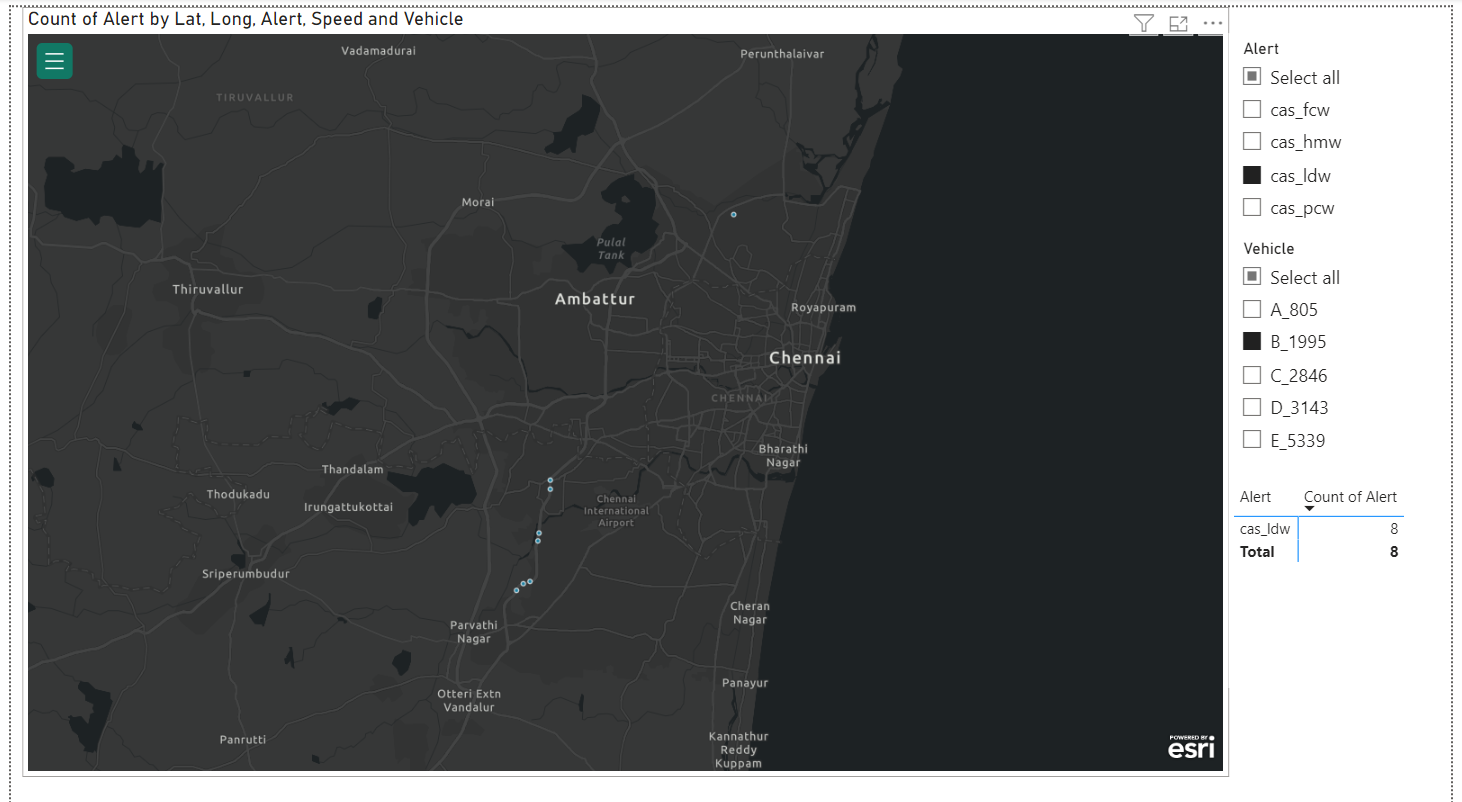 Count of Alert by Lat, Long, Alert, Speed and Vehicle
Vadamadurai
Perunthalaivar
TIRUVALLUR
Morai
Pulal
Tank
Thiruvallur
Ambattur
Royapuram
Chennai
CHENNAI
Bharathi
Nagar
Thandalam
Thodukadu
Irungattukottai
Chennai
International
Airport
Sriperumbudur
Cheran
Nagar
Parvathi
Nagar
Panayur
Otteri Extn
Vandalur
Panrutti
Kannathur
Reddy
Kuppam
POWERED BY
esri
Alert
Select all
cas_fcw
cas_hmw
cas_ldw
cas_pcw
Vehicle
Select all
A_805
B_1995
C_2846
D_3143
E_5339
Alert Count of Alert
cas_ldw 8
Total 8